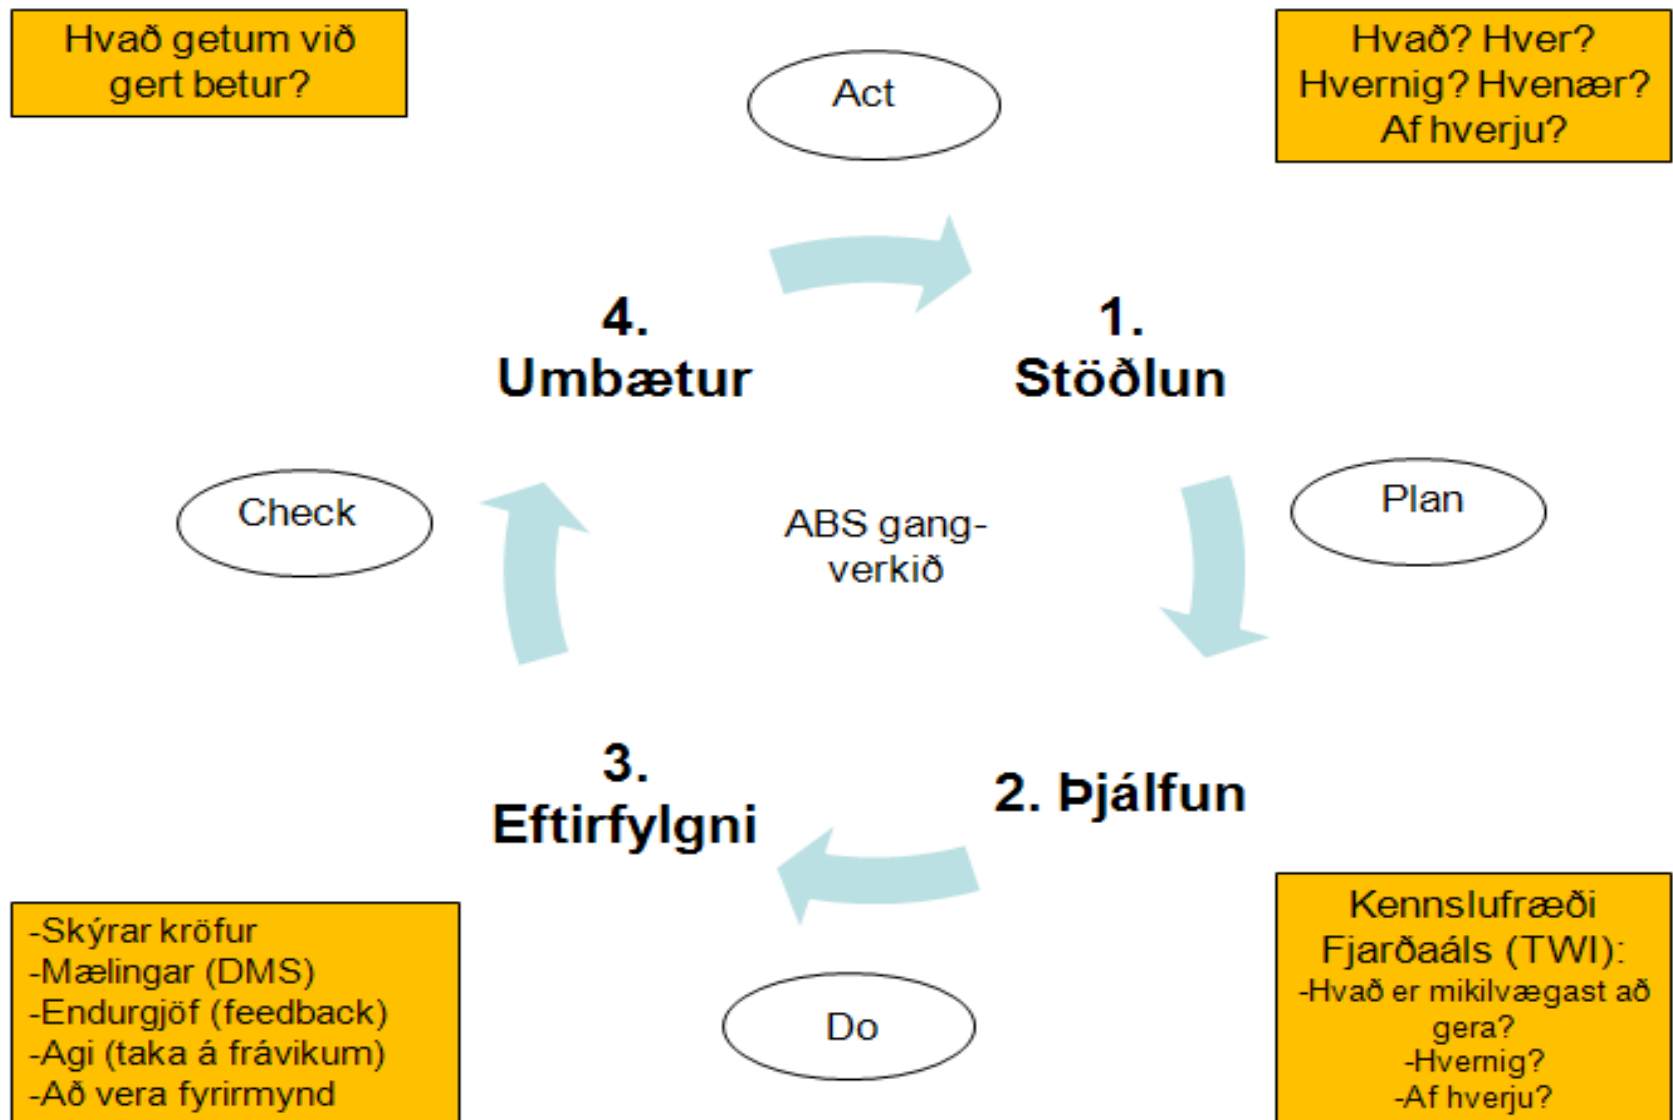 Hvað getum við
gert betur?
Act
Hvað? Hver?
Hvernig? Hvenær?
Af hverju?
4.
Umbætur
1.
Stöðlun
Check
ABS gang-
verkið
Plan
3.
Eftirfylgni
2. Þjálfun
-Skýrar kröfur
-Mælingar (DMS)
-Endurgjöf (feedback)
-Agi (taka á frávikum)
-Að vera fyrirmynd
Do
Kennslufræði
Fjarðaáls (TWI):
-Hvað er mikilvægast að
gera?
-Hvernig?
-Af hverju?